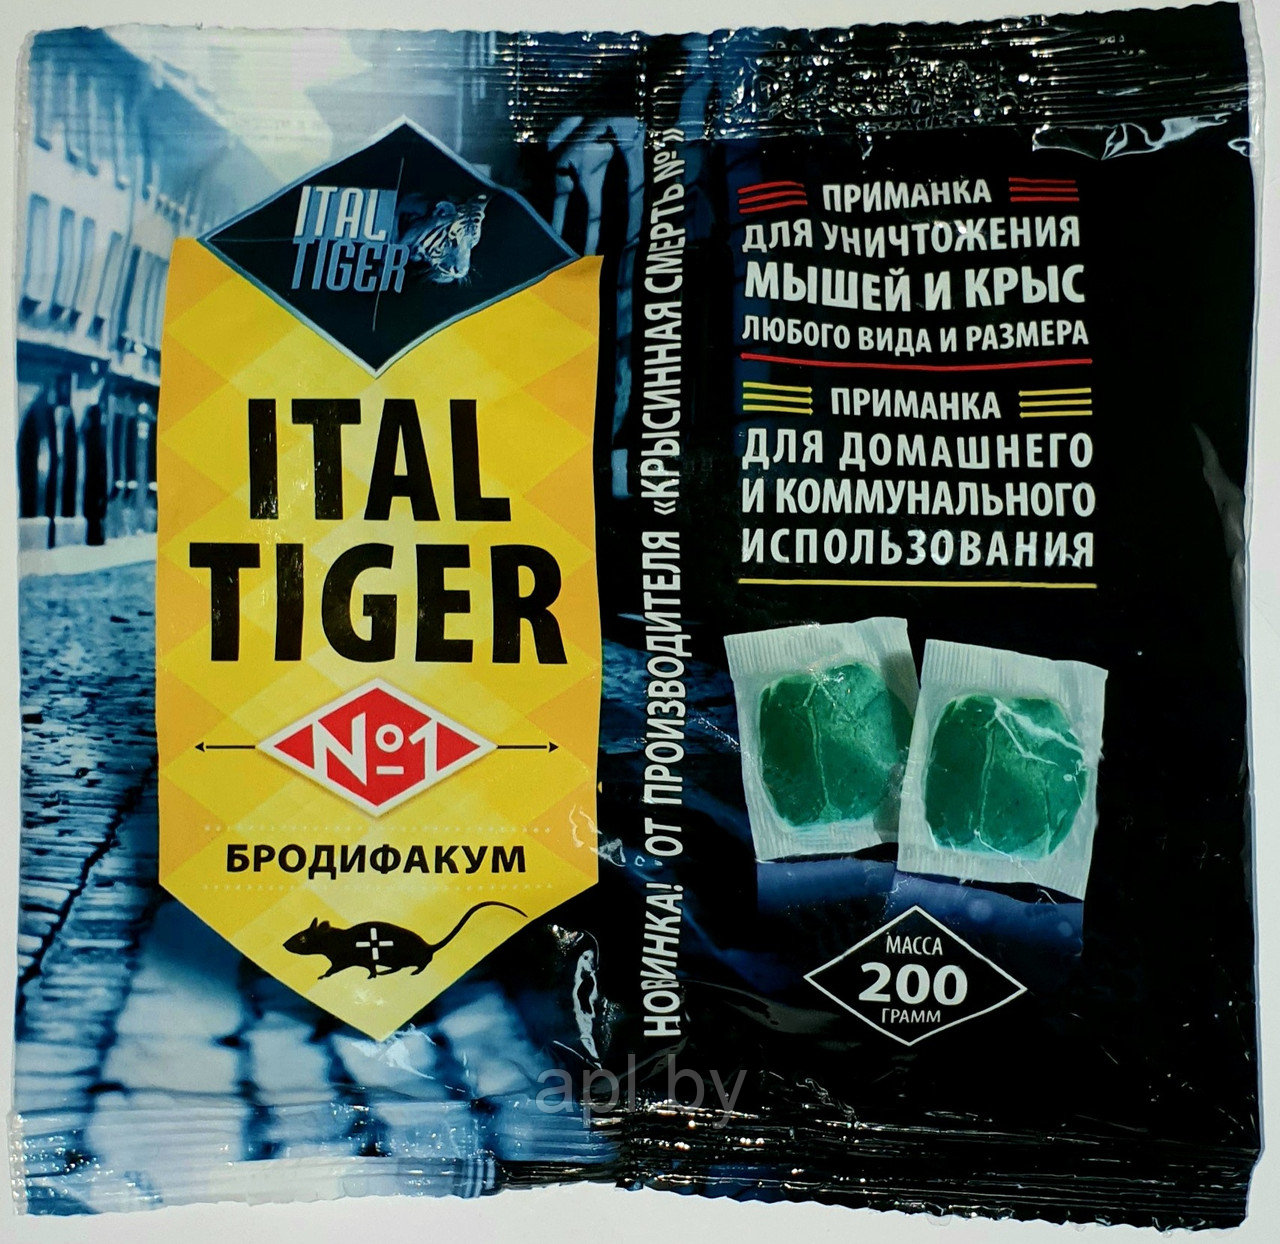 ITAL
TIGER
ITAL
TIGER
№1
БРОДИФАКУМ
НОВИНКА! ОТ ПРОИЗВОДИТЕЛЯ «КРЫСИННАЯ СМЕРТЬ №1»
ПРИМАНКА
ДЛЯ УНИЧТОЖЕНИЯ
МЫШЕЙ И КРЫС
ЛЮБОГО ВИДА И РАЗМЕРА
ПРИМАНКА
ДЛЯ ДОМАШНЕГО
И КОММУНАЛЬНОГО
ИСПОЛЬЗОВАНИЯ
МАССА
200
ГРАММ
apl.by